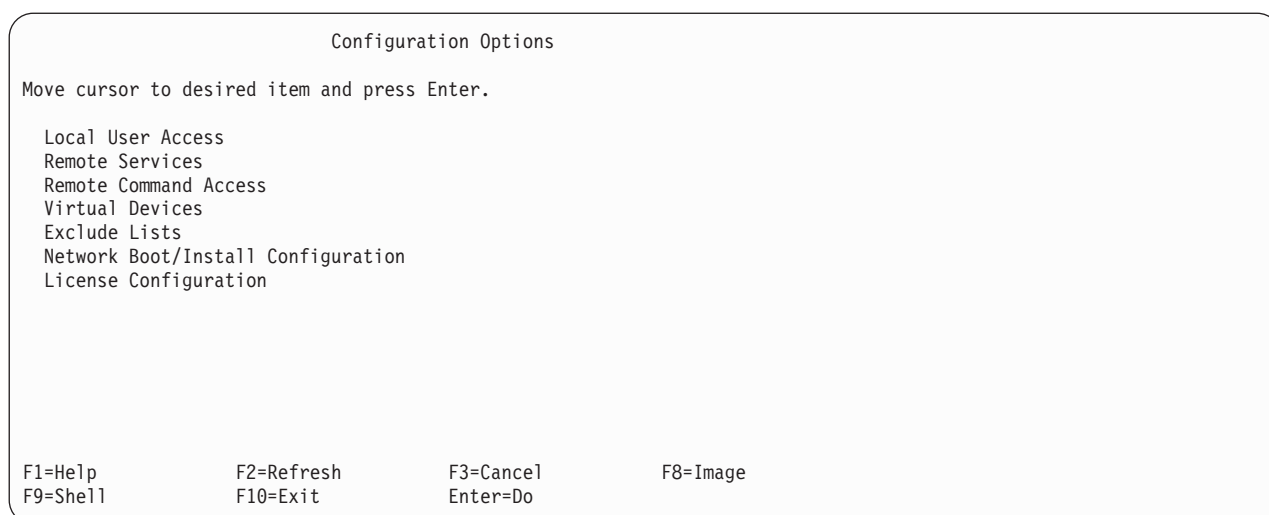 Configuration Options
Move cursor to desired item and press Enter.
Local User Access
Remote Services
Remote Command Access
Virtual Devices
Exclude Lists
Network Boot/Install Configuration
License Configuration
F1=Help F2=Refresh F3=Cancel F8=Image
F9=Shell F10=Exit Enter=Do